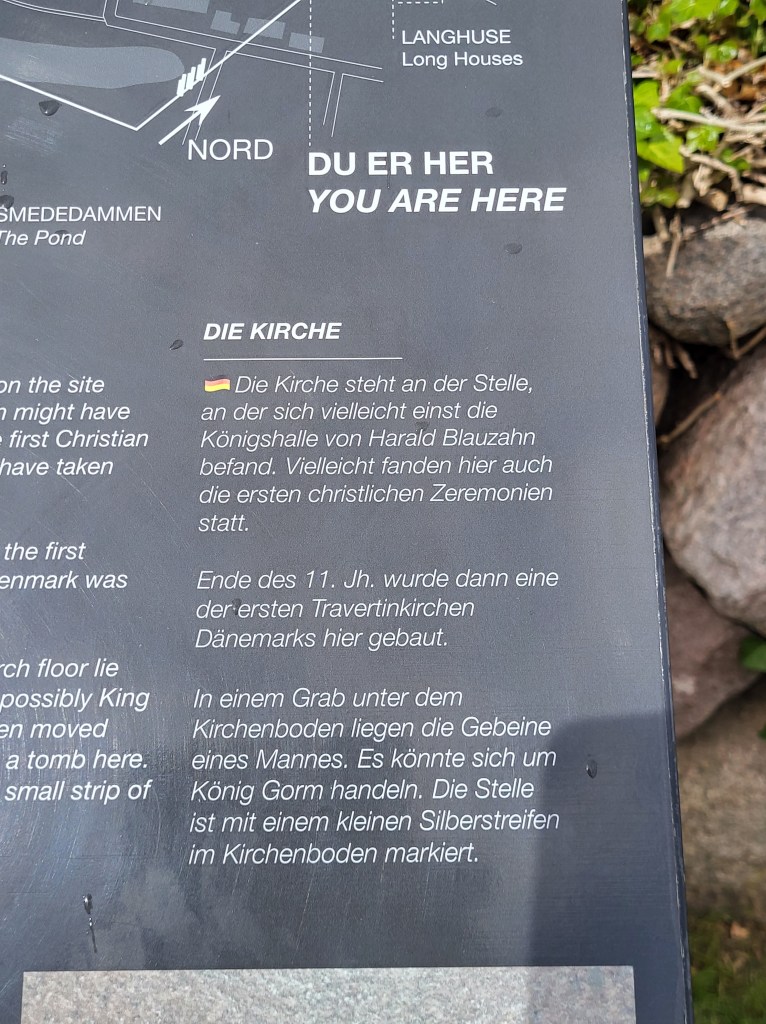 LANGHUSE
Long Houses
NORD
DU ER HER
YOU ARE HERE
SMEDEDAMMEN
The Pond
on the site
might have
first Christian
have taken
the first
was
floor lie
possibly King
moved
a tomb here.
small strip of
DIE KIRCHE
Die Kirche steht an der Stelle,
an der sich vielleicht einst die
Königshalle von Harald Blauzahn
befand. Vielleicht fanden hier auch
die ersten christlichen Zeremonien
statt.
Ende des 11. Jh. wurde dann eine
der ersten Travertinkirchen
Dänemarks hier gebaut.
In einem Grab unter dem
Kirchenboden liegen die Gebeine
eines Mannes. Es könnte sich um
König Gorm handeln. Die Stelle
ist mit einem kleinen Silberstreifen
im Kirchenboden markiert.